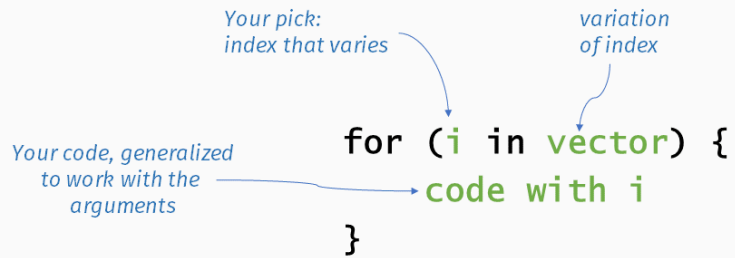 Your pick:
index that varies
variation
of index
for (i in vector) {
Your code, generalized
to work with the
arguments
code with i
}